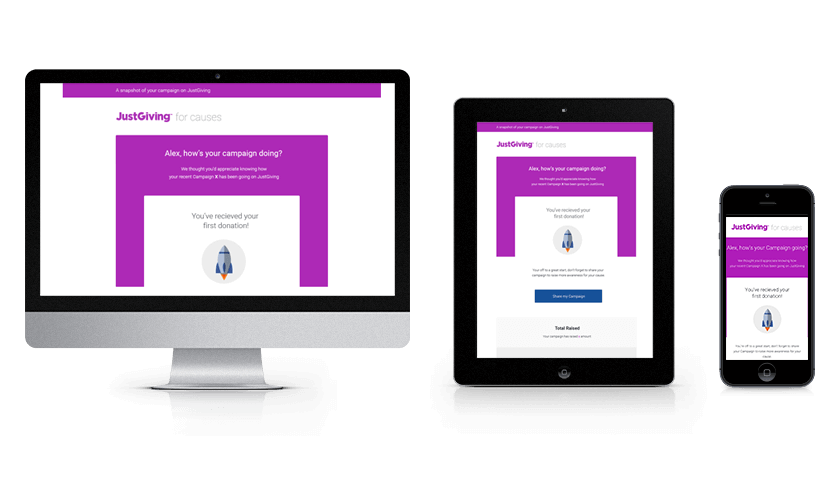 A snapshot of your campaign on JustGiving
JustGiving™ for causes
Alex, how's your campaign doing?
We thought you'd appreciate knowing how
your recent Campaign X has been going on JustGiving
You've recieved your
first donation!
A snapshot of your campaign on JustGiving
JustGiving™ for causes
Alex, how's your campaign doing?
We thought you'd appreciate knowing how
your recent Campaign X has been going on JustGiving
You've recieved your
first donation!
Your off to a great start, don't forget to share
your campaign to raise more awareness for your cause.
Share my Campaign
Total Raised
Your campaign has raised x amount
JustGiving™ for causes
Alex, how's your Campaign going?
We thought you'd appreciate knowing how
your recent Campaign X has been going on JustGiving
You've recieved your
first donation!
You're off to a great start, don't forget to share
your Campaign to raise more awareness for your